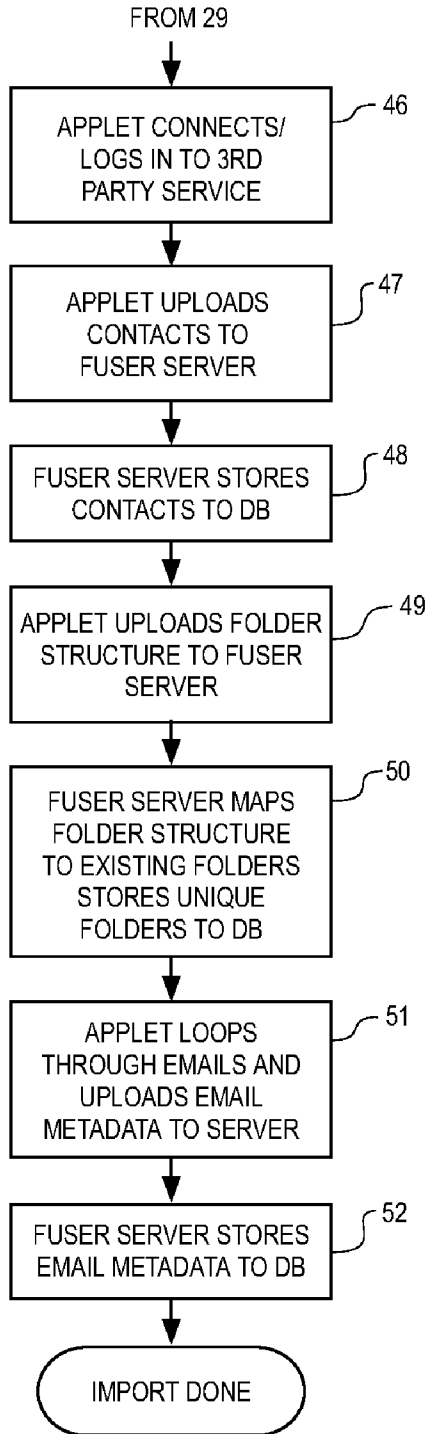 FROM 29
46
APPLET CONNECTS/
LOGS IN TO 3RD
PARTY SERVICE
47
APPLET UPLOADS
CONTACTS TO
FUSER SERVER
48
FUSER SERVER STORES
CONTACTS TO DB
49
APPLET UPLOADS FOLDER
STRUCTURE TO FUSER
SERVER
50
FUSER SERVER MAPS
FOLDER STRUCTURE
TO EXISTING FOLDERS
STORES UNIQUE
FOLDERS TO DB
51
APPLET LOOPS
THROUGH EMAILS AND
UPLOADS EMAIL
METADATA TO SERVER
52
FUSER SERVER STORES
EMAIL METADATA TO DB
IMPORT DONE